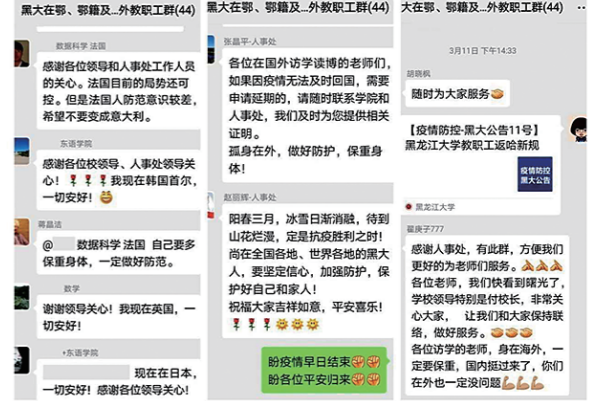 黑大在鄂、鄂籍及...外教职工群(44)
数据科学 法国
感谢各位领导和人事处工作人员
的关心。法国目前的局势还可
控。但是法国人防范意识较差，
希望不要变成意大利。
东语学院
感谢各位校领导、人事处领导关
心！🌹🌹🌹我现在韩国首尔，
一切安好！😄
蒋晶洁
@ 数据科学 法国 自己要多
保重身体，一定做好防范。
数学
谢谢领导关心！我现在英国，一
切安好！
+东语学院
现在在日本，
一切安好！感谢各位领导关心！
黑大在鄂、鄂籍及...外教职工群(44)
张晶平-人事处
各位在国外访学读博的老师们，
如果因疫情无法及时回国，需要
申请延期的，请随时联系学院和
人事处，我们及时为您提供相关
证明。
孤身在外，做好防护，保重身
体！
赵丽辉-人事处
阳春三月，冰雪日渐消融，待到
山花烂漫，定是抗疫胜利之时！
尚在全国各地、世界各地的黑大
人，要坚定信心，加强防护，保
护好自己和家人！
祝福大家吉祥如意，平安喜乐！
🌹🌹🌹🌞🌞🌞
盼疫情早日结束✊✊
盼各位平安归来✊✊
黑大在鄂、鄂籍及...外教职工群(44)
3月11日 下午14:33
胡晓枫
随时为大家服务
【疫情防控-黑大公告11号】
黑龙江大学教职工返哈新规
疫情防控
黑大公告
黑龙江大学
翟庚子777
感谢人事处，有此群，方便我们
更好的为老师们服务。🙏🙏🙏
各位老师，我们快看到曙光了，
学校领导特别是付校长，非常关
心大家， 让我们和大家保持联
络，做好服务。
各位访学的老师，身在海外，一
定要保重，国内挺过来了，你们
在外也一定没问题💪💪💪